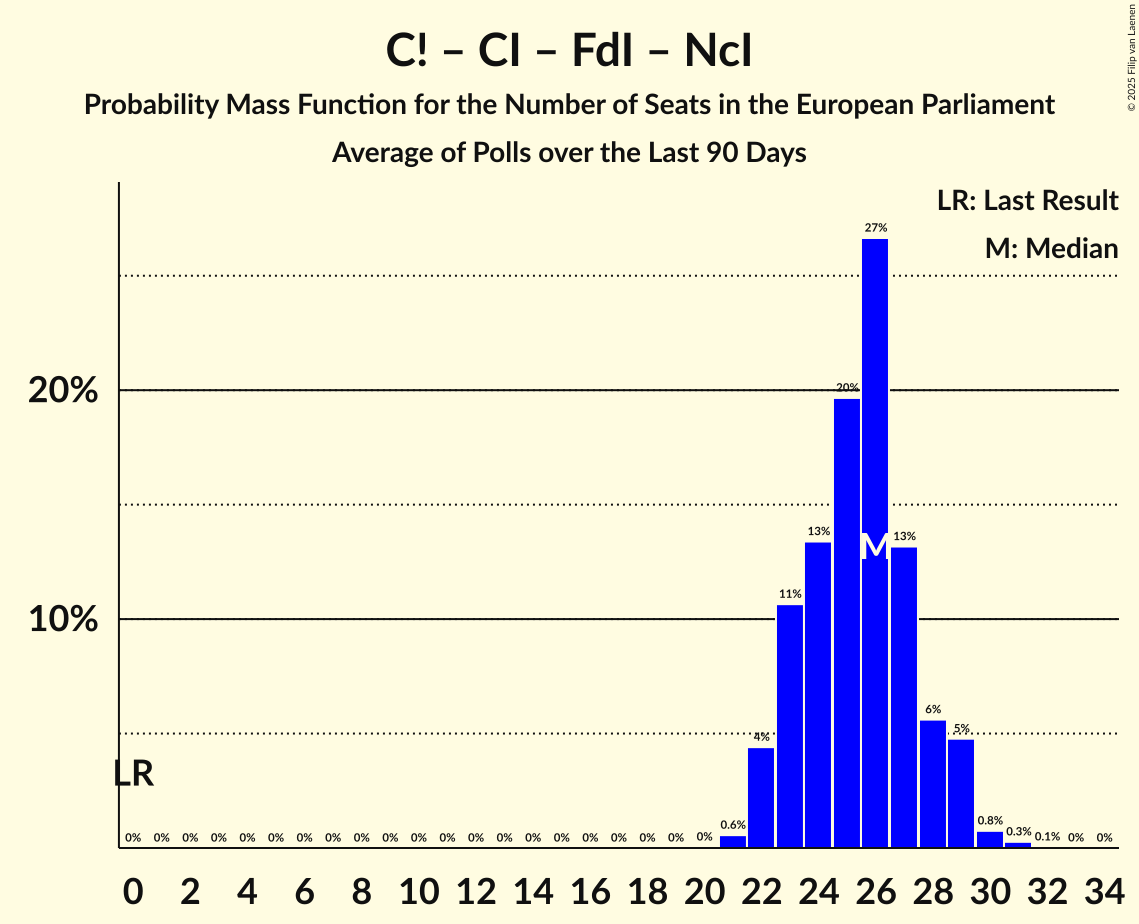 C! – CI – FdI – NcI
Probability Mass Function for the Number of Seats in the European Parliament
Average of Polls over the Last 90 Days
© 2025 Filip van Laenen
LR: Last Result
M: Median
20%
10%
LR
M
0% 0% 0% 0% 0% 0% 0% 0% 0% 0% 0% 0% 0% 0% 0% 0% 0% 0% 0% 0% 0% 0.6% 4% 11% 13% 20% 27% 13% 6% 5% 0.8% 0.3% 0.1% 0% 0%
0 2 4 6 8 10 12 14 16 18 20 22 24 26 28 30 32 34